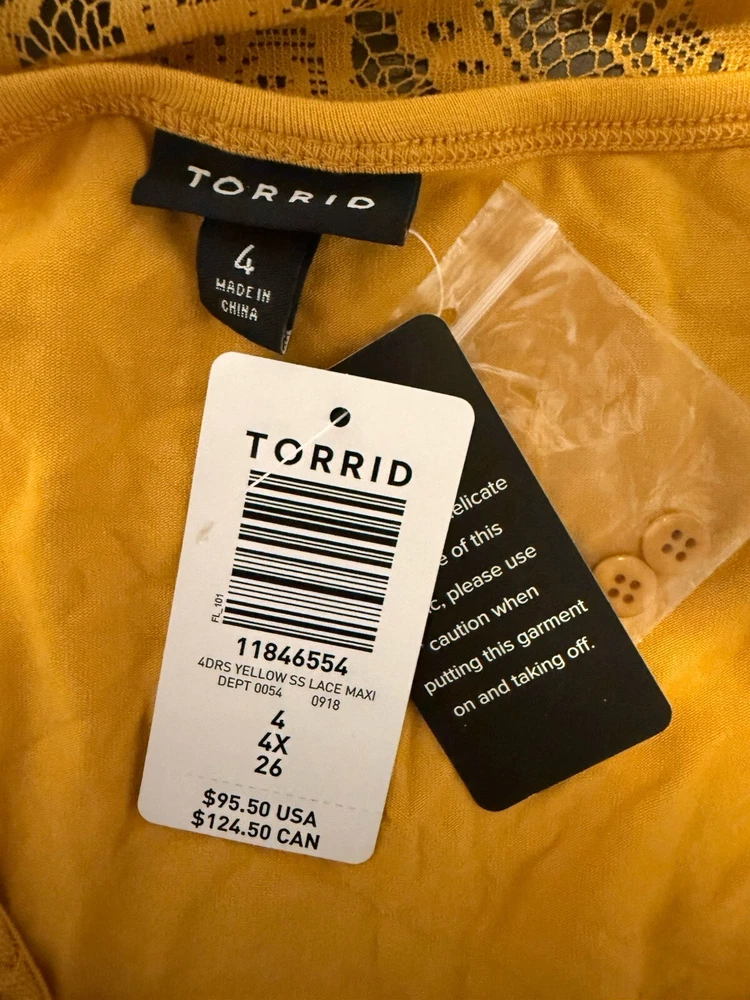 TORRID
4
MADE IN
CHINA
TORRID
FL_101
11846554
4DRS YELLOW SS LACE MAXI
DEPT 0054 0918
4
4X
26
$95.50 USA
$124.50 CAN
of this
please use
caution when
putting this garment
on and taking off.